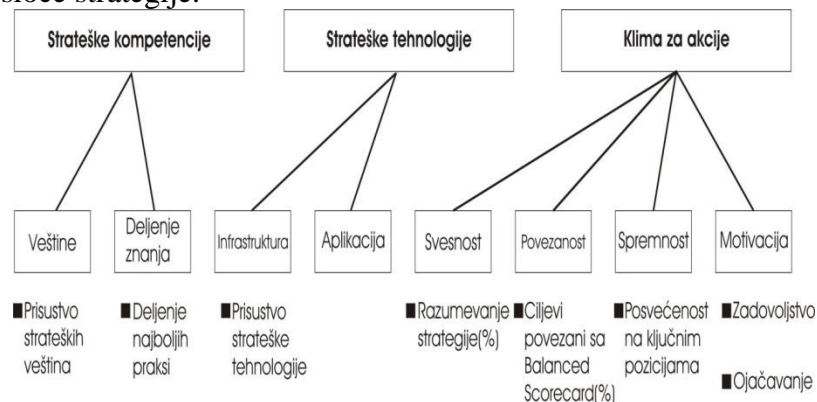 strategije.
Strateške kompetencije
Strateške tehnologije
Klima za akcije
Veštine
Deljenje
znanja
Infrastruktura
Aplikacija
Svesnost
Povezanost
Spremnost
Motivacija
■Prisustvo
strateških
veština
■Deljenje
najboljih
praksi
■Prisustvo
strateške
tehnologije
■Razumevanje
strategije(%)
■Ciljevi
povezani sa
Balanced
Scorecard(%)
■Posvećenost
na ključnim
pozicijama
■Zadovoljstvo
■Ojačavanje